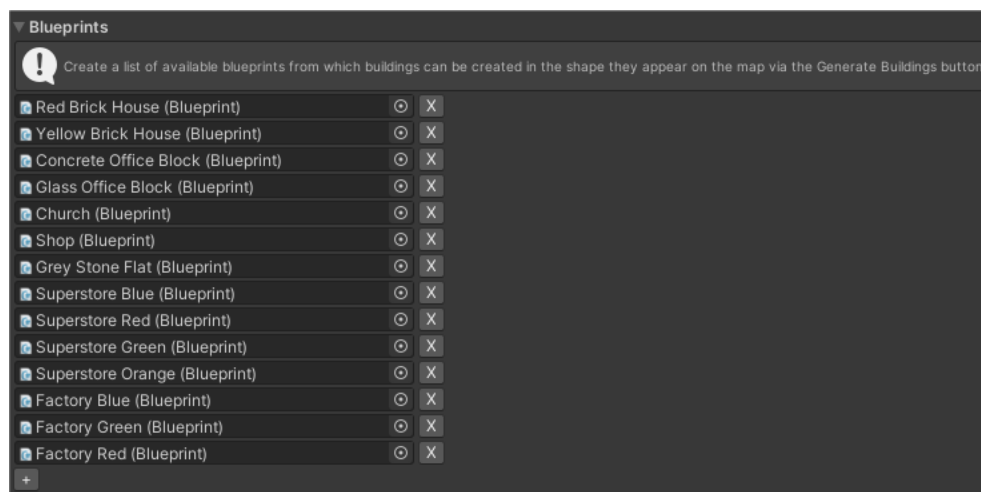 Blueprints
Create a list of available blueprints from which buildings can be created in the shape they appear on the map via the Generate Buildings button
Red Brick House (Blueprint) X
Yellow Brick House (Blueprint) X
Concrete Office Block (Blueprint) X
Glass Office Block (Blueprint) X
Church (Blueprint) X
Shop (Blueprint) X
Grey Stone Flat (Blueprint) X
Superstore Blue (Blueprint) X
Superstore Red (Blueprint) X
Superstore Green (Blueprint) X
Superstore Orange (Blueprint) X
Factory Blue (Blueprint) X
Factory Green (Blueprint) X
Factory Red (Blueprint) X
+